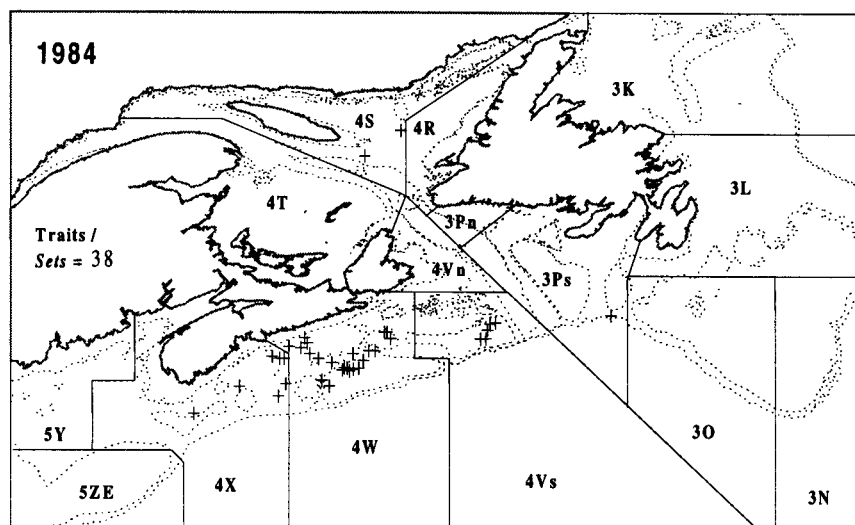 1984
3K
4S
4R
3L
4T
3Pn
Traits /
Sets = 38
4Vn
3Ps
5Y
4W
3O
5ZE
4X
4Vs
3N